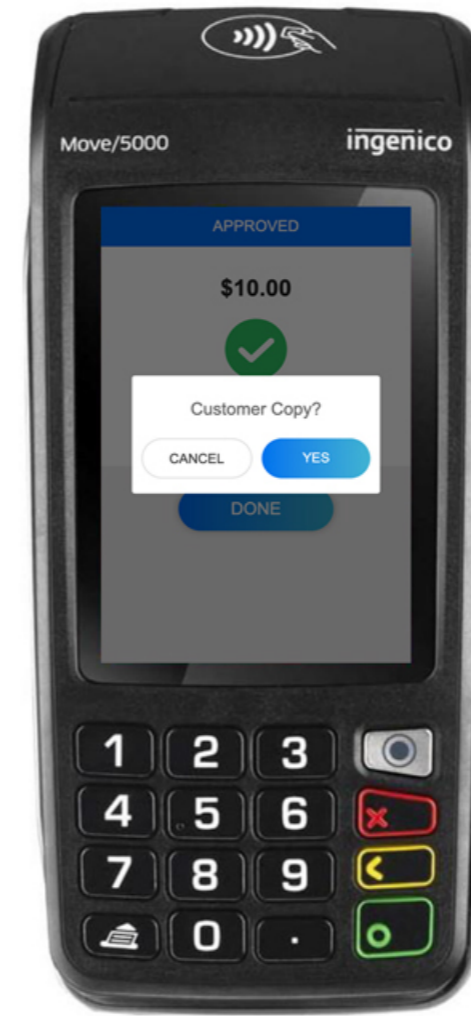 Move/5000 ingenico
APPROVED
$10.00
Customer Copy?
CANCEL YES
DONE
1 2 3
4 5 6
7 8 9
0 .